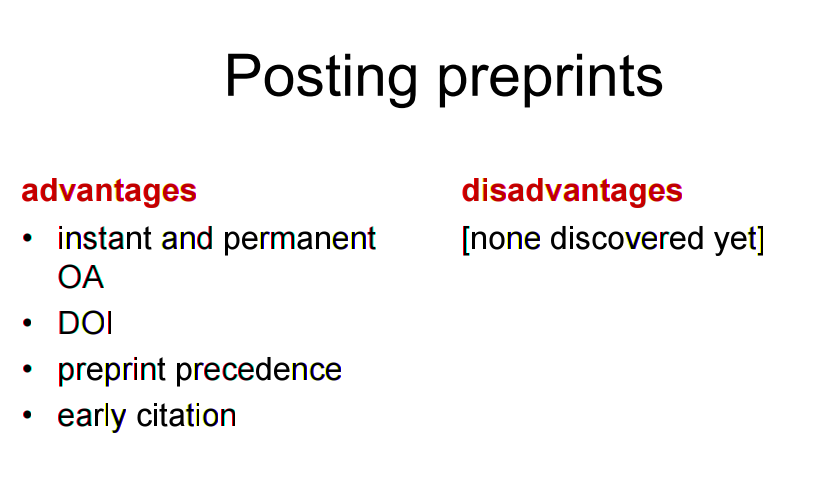 Posting preprints
advantages
• instant and permanent
OA
• DOI
• preprint precedence
• early citation
disadvantages
[none discovered yet]